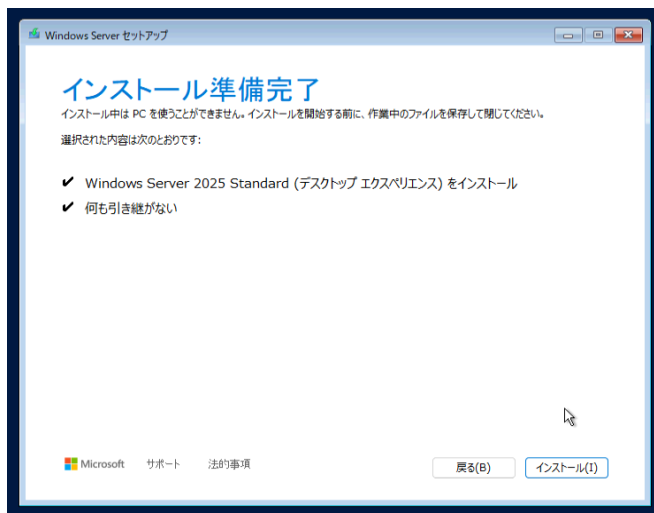 Windows Server セットアップ
インストール準備完了
インストール中は PC を使うことができません。インストールを開始する前に、作業中のファイルを保存して閉じてください。
選択された内容は次のとおりです:
✔ Windows Server 2025 Standard (デスクトップ エクスペリエンス) をインストール
✔ 何も引き継がない
Microsoft サポート 法的事項 戻る(B) インストール(I)